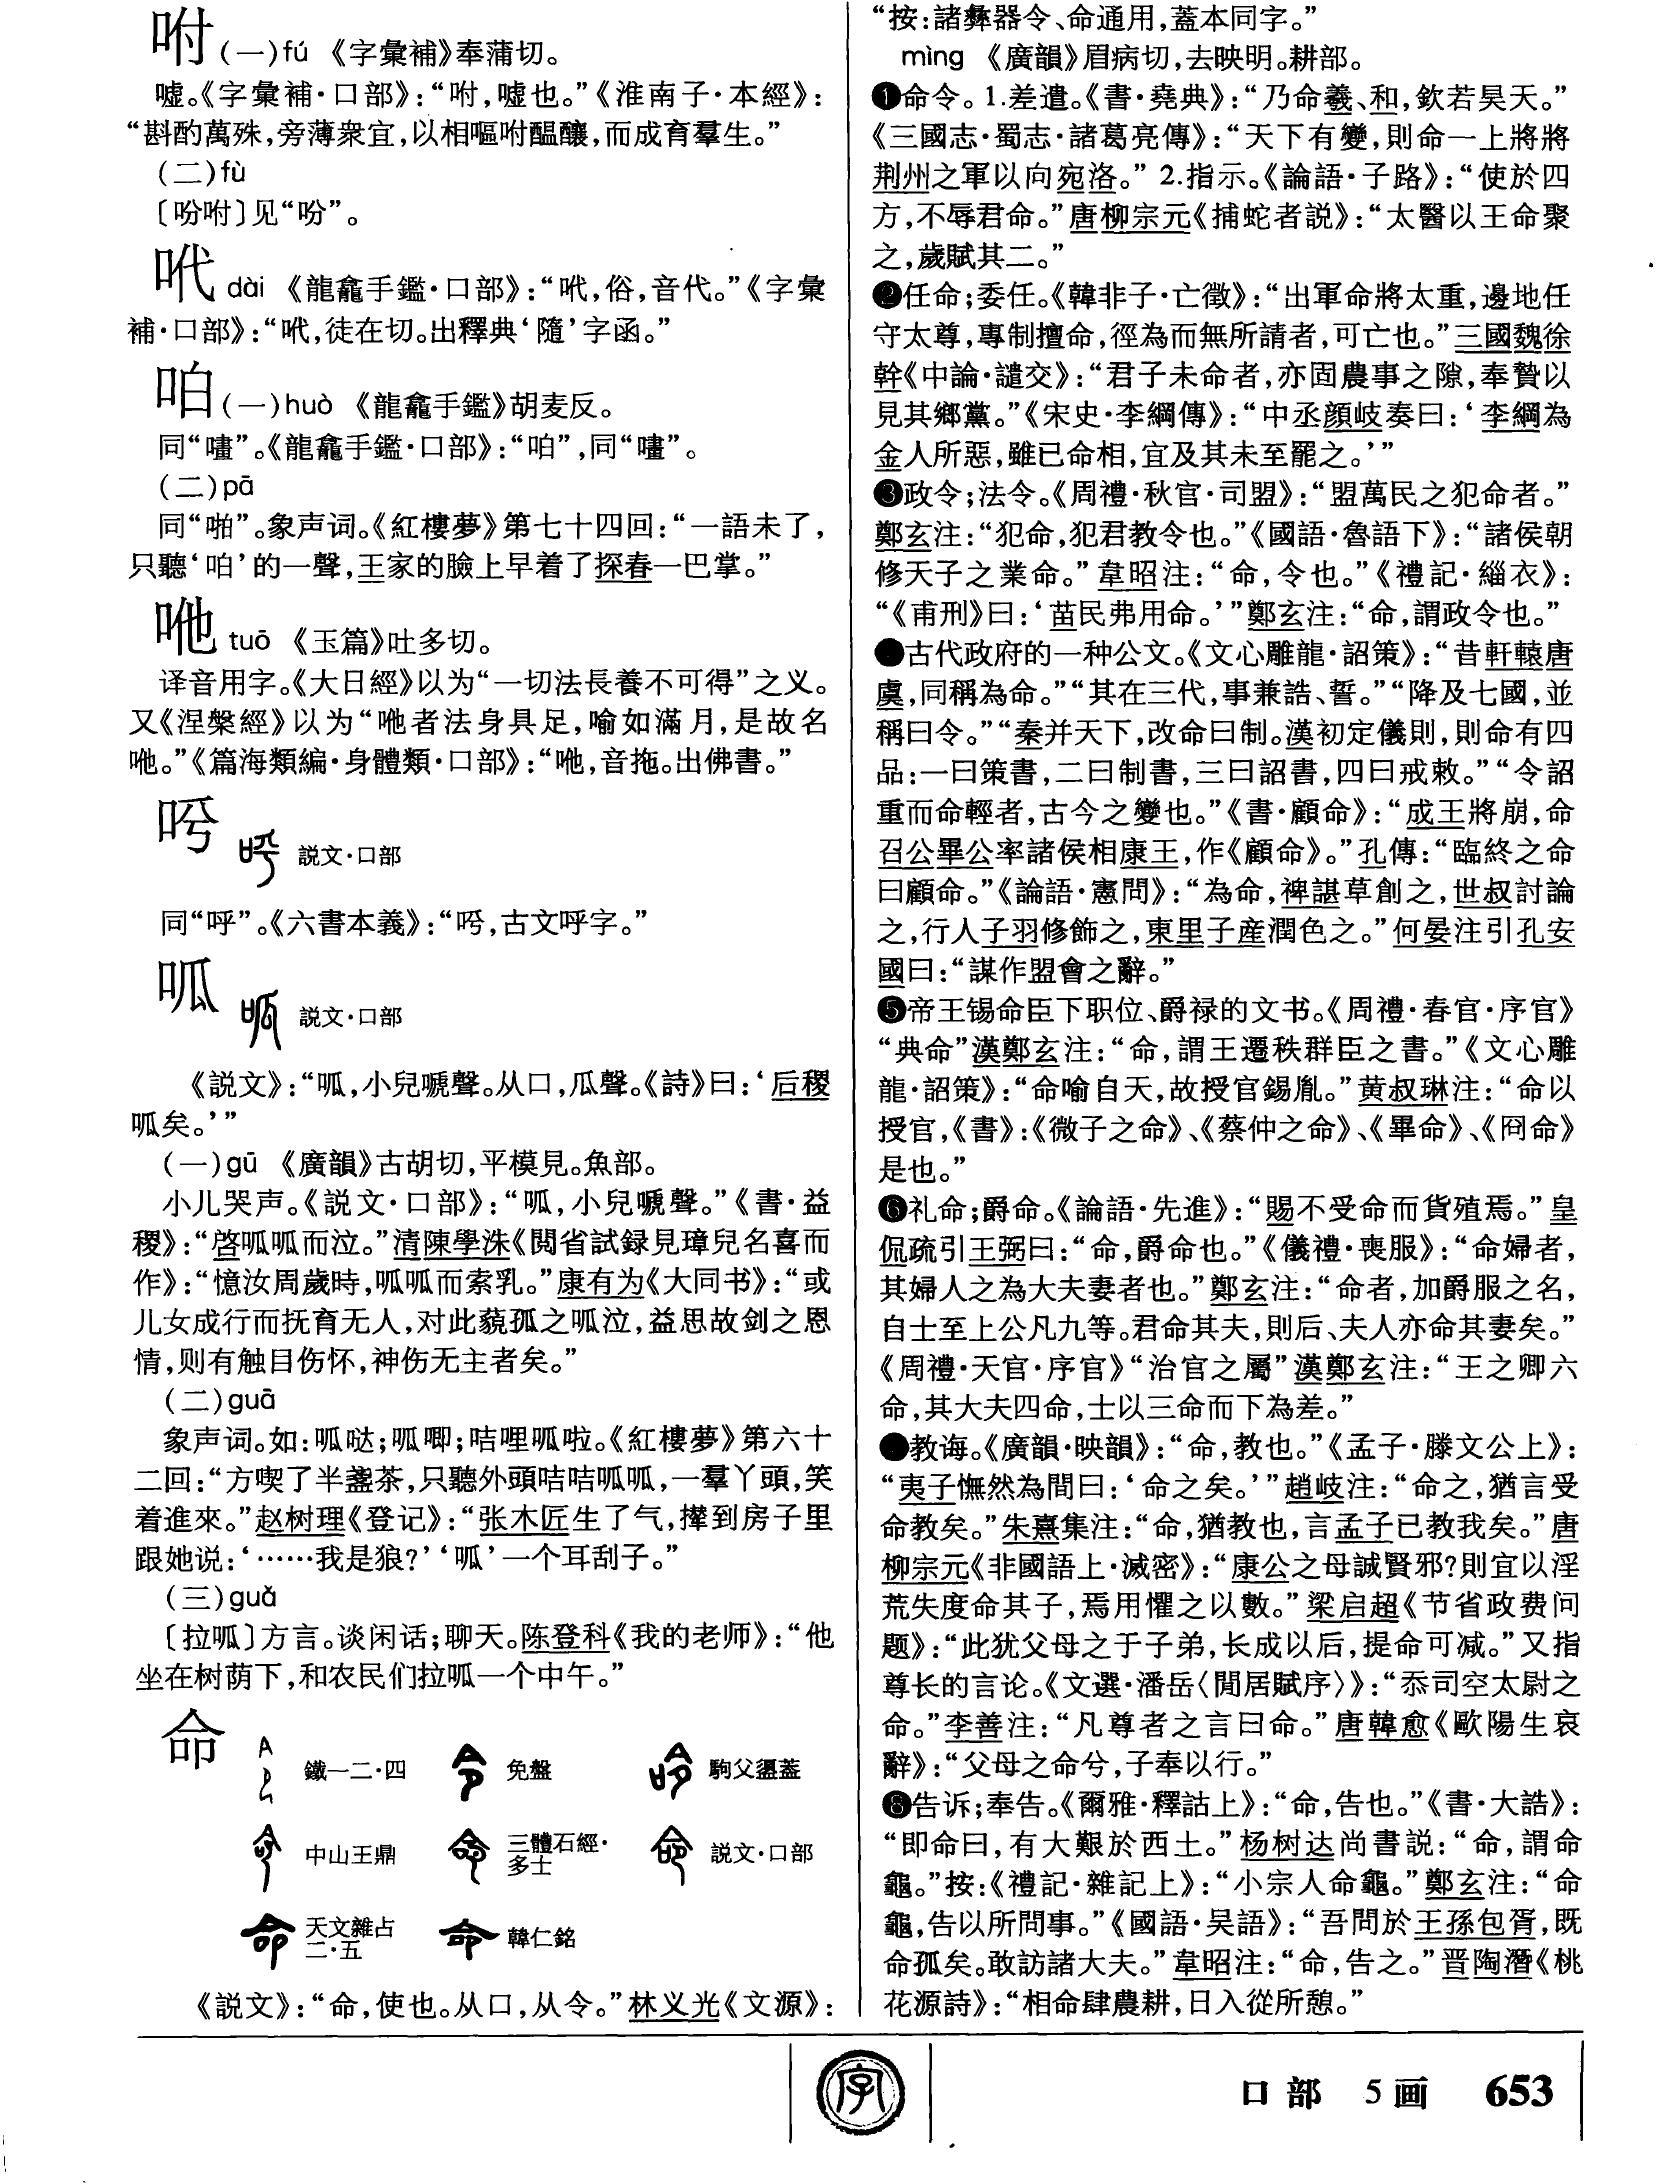 咐(一)fú 《字彙補》奉蒲切。
嘘。《字彙補·口部》：“咐，嘘也。”《淮南子·本經》：
“斟酌萬殊，旁薄衆宜，以相嘔咐醖釀，而成育羣生。”
(二)fù
〔吩咐〕见“吩”。
𠰺 dài 《龍龕手鑑·口部》：“𠰺，俗，音代。”《字彙
補·口部》：“𠰺，徒在切。出釋典‘隨’字函。”
咟(一)huò 《龍龕手鑑》胡麦反。
同“嚍”。《龍龕手鑑·口部》：“咟”，同“嚍”。
(二)pā
同“啪”。象声词。《紅樓夢》第七十四回：“一語未了，
只聽‘咟’的一聲，王家的臉上早着了探春一巴掌。”
咃 tuō 《玉篇》吐多切。
译音用字。《大日經》以为“一切法長養不可得”之义。
又《涅槃經》以为“咃者法身具足，喻如滿月，是故名
咃。”《篇海類編·身體類·口部》：“咃，音拖。出佛書。”
説文·口部
同“呼”。《六書本義》：“，古文呼字。”
呱 説文·口部
《説文》：“呱，小兒嗁聲。从口，瓜聲。《詩》曰：‘后稷
呱矣。’”
(一)gū 《廣韻》古胡切，平模見。魚部。
小儿哭声。《説文·口部》：“呱，小兒嗁聲。”《書·益
稷》：“啓呱呱而泣。”清陳學洙《閲省試録見璋兒名喜而
作》：“憶汝周歲時，呱呱而索乳。”康有为《大同书》：“或
儿女成行而抚育无人，对此藐孤之呱泣，益思故剑之恩
情，则有触目伤怀，神伤无主者矣。”
(二)guā
象声词。如：呱哒；呱唧；咭哩呱啦。《紅樓夢》第六十
二回：“方喫了半盞茶，只聽外頭咭咭呱呱，一羣丫頭，笑
着進來。”赵树理《登记》：“张木匠生了气，撵到房子里
跟她说：‘……我是狼？’‘呱’一个耳刮子。”
(三)guǎ
〔拉呱〕方言。谈闲话；聊天。陈登科《我的老师》：“他
坐在树荫下，和农民们拉呱一个中午。”
命 鐵一二·四 免盤 駒父盨蓋
中山王鼎 三體石經·多士 説文·口部
天文雜占二·五 韓仁銘
《説文》：“命，使也。从口，从令。”林义光《文源》：
“按：諸彝器令、命通用，蓋本同字。”
mìng 《廣韻》眉病切，去映明。耕部。
❶命令。1.差遣。《書·堯典》：“乃命羲、和，欽若昊天。”
《三國志·蜀志·諸葛亮傳》：“天下有變，則命一上將將
荆州之軍以向宛洛。”2.指示。《論語·子路》：“使於四
方，不辱君命。”唐柳宗元《捕蛇者説》：“太醫以王命聚
之，歲賦其二。”
❷任命；委任。《韓非子·亡徵》：“出軍命將太重，邊地任
守太尊，專制擅命，徑為而無所請者，可亡也。”三國魏徐
幹《中論·譴交》：“君子未命者，亦固農事之隙，奉贄以
見其鄉黨。”《宋史·李綱傳》：“中丞顔岐奏曰：‘李綱為
金人所惡，雖已命相，宜及其未至罷之。’”
❸政令；法令。《周禮·秋官·司盟》：“盟萬民之犯命者。”
鄭玄注：“犯命，犯君教令也。”《國語·魯語下》：“諸侯朝
修天子之業命。”韋昭注：“命，令也。”《禮記·緇衣》：
“《甫刑》曰：‘苗民弗用命。’”鄭玄注：“命，謂政令也。”
●古代政府的一种公文。《文心雕龍·詔策》：“昔軒轅唐
虞，同稱為命。”“其在三代，事兼誥、誓。”“降及七國，並
稱曰令。”“秦并天下，改命曰制。漢初定儀則，則命有四
品：一曰策書，二曰制書，三曰詔書，四曰戒敕。”“令詔
重而命輕者，古今之變也。”《書·顧命》：“成王將崩，命
召公畢公率諸侯相康王，作《顧命》。”孔傳：“臨終之命
曰顧命。”《論語·憲問》：“為命，裨諶草創之，世叔討論
之，行人子羽修飾之，東里子産潤色之。”何晏注引孔安
國曰：“謀作盟會之辭。”
❺帝王锡命臣下职位、爵禄的文书。《周禮·春官·序官》
“典命”漢鄭玄注：“命，謂王遷秩群臣之書。”《文心雕
龍·詔策》：“命喻自天，故授官錫胤。”黄叔琳注：“命以
授官，《書》：《微子之命》、《蔡仲之命》、《畢命》、《冏命》
是也。”
❻礼命；爵命。《論語·先進》：“賜不受命而貨殖焉。”皇
侃疏引王弼曰：“命，爵命也。”《儀禮·喪服》：“命婦者，
其婦人之為大夫妻者也。”鄭玄注：“命者，加爵服之名，
自士至上公凡九等。君命其夫，則后、夫人亦命其妻矣。”
《周禮·天官·序官》“治官之屬”漢鄭玄注：“王之卿六
命，其大夫四命，士以三命而下為差。”
●教诲。《廣韻·映韻》：“命，教也。”《孟子·滕文公上》：
“夷子憮然為間曰：‘命之矣。’”趙岐注：“命之，猶言受
命教矣。”朱熹集注：“命，猶教也，言孟子已教我矣。”唐
柳宗元《非國語上·滅密》：“康公之母誠賢邪？則宜以淫
荒失度命其子，焉用懼之以數。”梁启超《节省政费问
题》：“此犹父母之于子弟，长成以后，提命可减。”又指
尊长的言论。《文選·潘岳〈閒居賦序〉》：“忝司空太尉之
命。”李善注：“凡尊者之言曰命。”唐韓愈《歐陽生哀
辭》：“父母之命兮，子奉以行。”
❽告诉；奉告。《爾雅·釋詁上》：“命，告也。”《書·大誥》：
“即命曰，有大艱於西土。”杨树达尚書説：“命，謂命
龜。”按：《禮記·雜記上》：“小宗人命龜。”鄭玄注：“命
龜，告以所問事。”《國語·吴語》：“吾問於王孫包胥，既
命孤矣。敢訪諸大夫。”韋昭注：“命，告之。”晋陶潛《桃
花源詩》：“相命肆農耕，日入從所憩。”
字
口部 5画 653